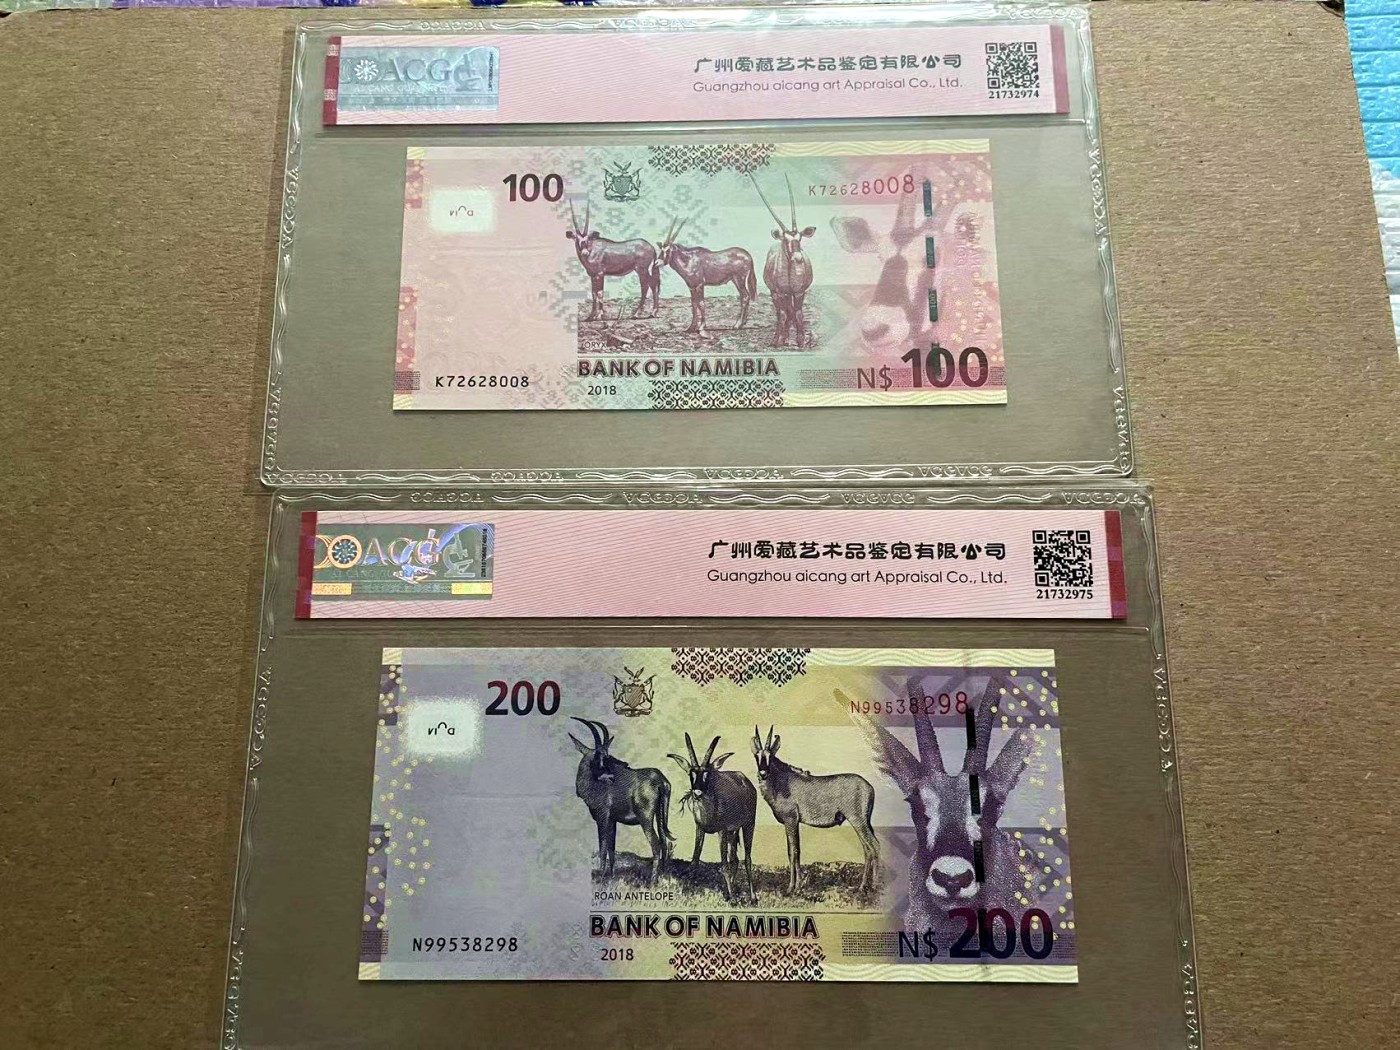 ACG
广州爱藏艺术品鉴定有限公司
Guangzhou aicang art Appraisal Co., Ltd.
21732974
100
K72628008
ORYX
BANK OF NAMIBIA
K72628008
2018
N$ 100
ACG
广州爱藏艺术品鉴定有限公司
Guangzhou aicang art Appraisal Co., Ltd.
21732975
200
N99538298
ROAN ANTELOPE
BANK OF NAMIBIA
N99538298
2018
N$ 200